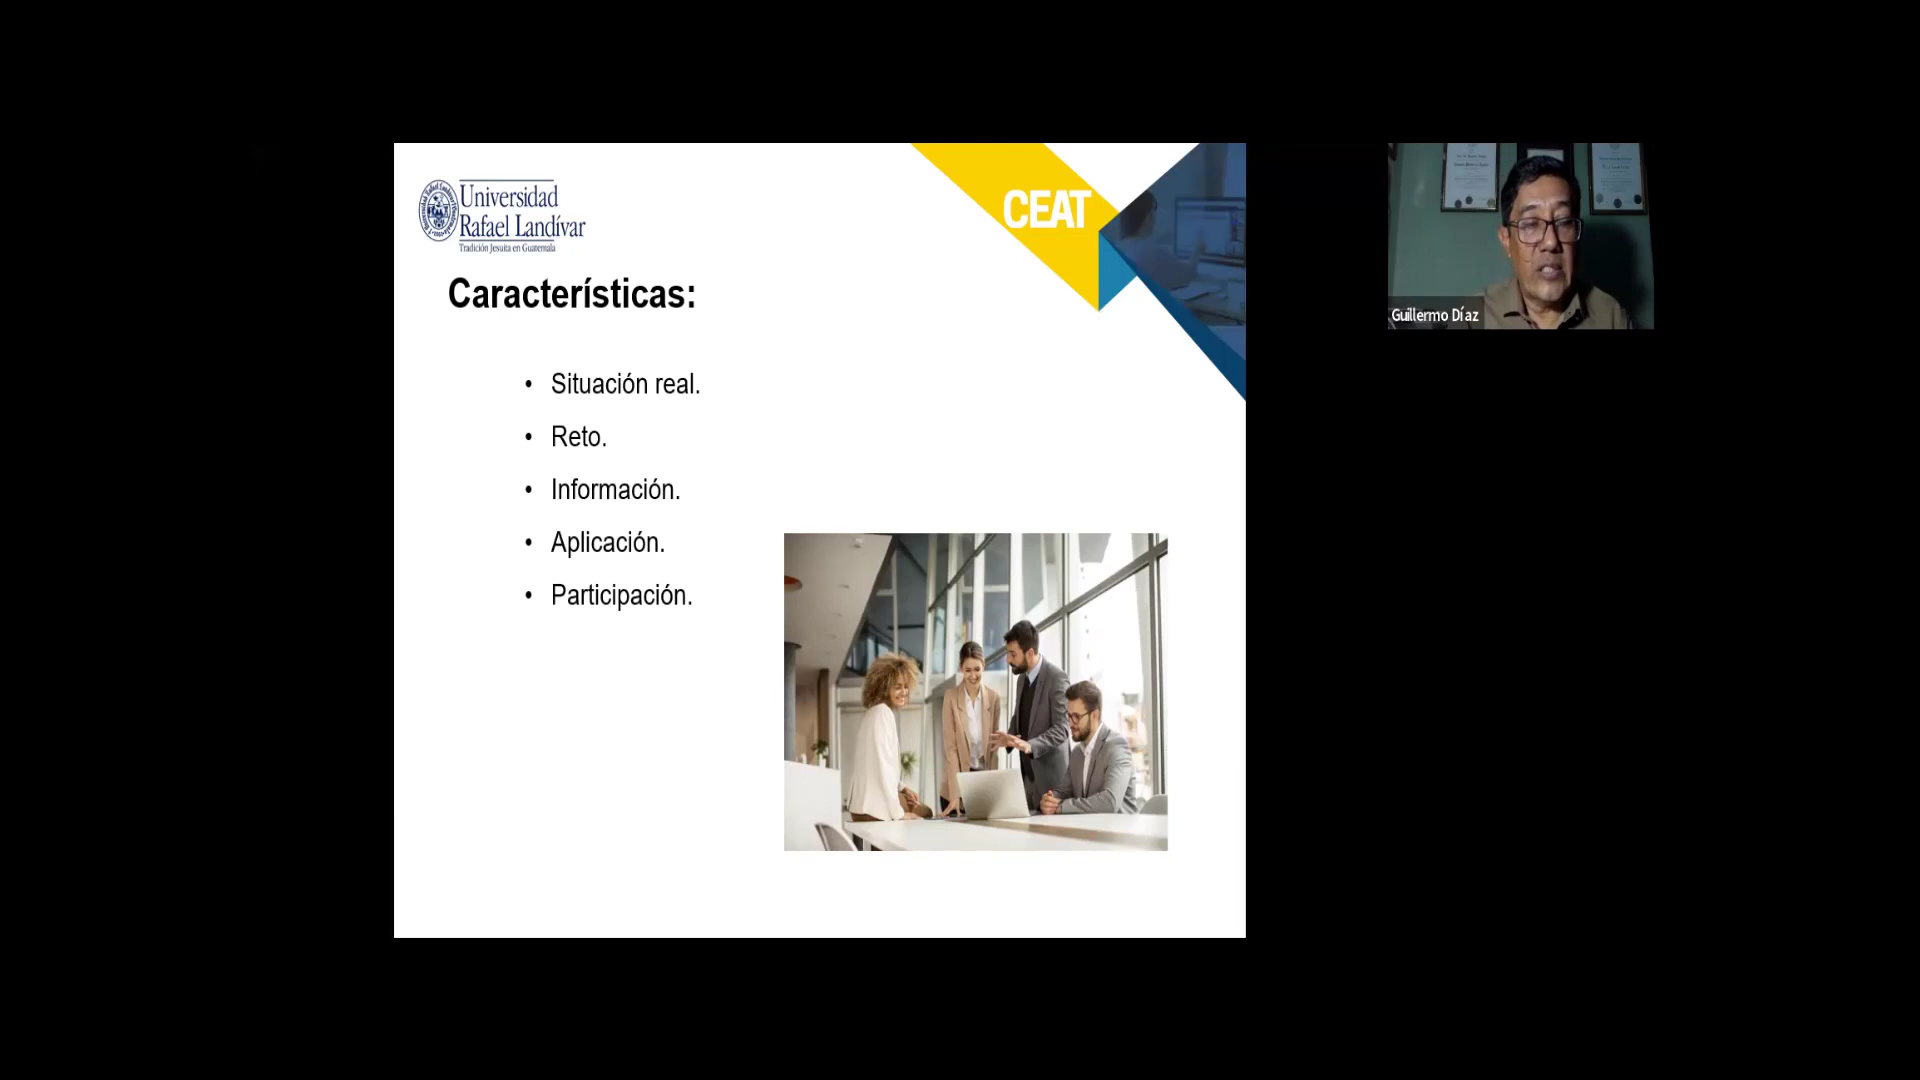 Universidad
Rafael Landívar
Tradición Jesuita en Guatemala
CEAT
Características:
• Situación real.
• Reto.
• Información.
• Aplicación.
• Participación.
Guillermo Díaz